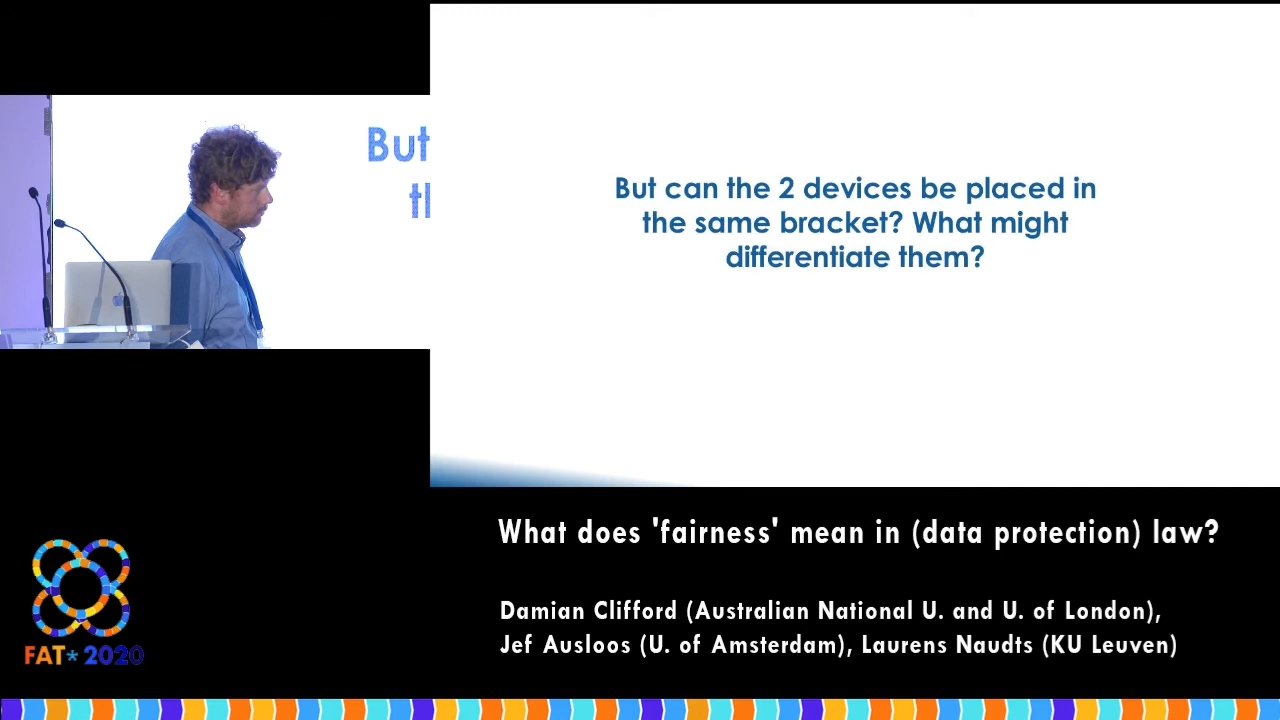 But
But can the 2 devices be placed in
the same bracket? What might
differentiate them?
What does 'fairness' mean in (data protection) law?
Damian Clifford (Australian National U. and U. of London),
Jef Ausloos (U. of Amsterdam), Laurens Naudts (KU Leuven)
FAT* 2020